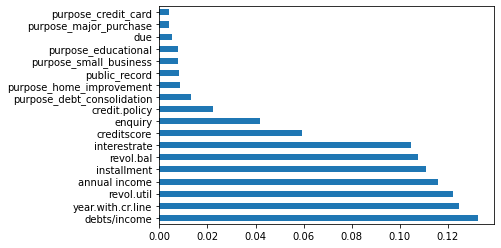 purpose_credit_card
purpose_major_purchase
due
purpose_educational
purpose_small_business
public_record
purpose_home_improvement
purpose_debt_consolidation
credit.policy
enquiry
creditscore
interestrate
revol.bal
installment
annual income
revol.util
year.with.cr.line
debts/income
0.00 0.02 0.04 0.06 0.08 0.10 0.12